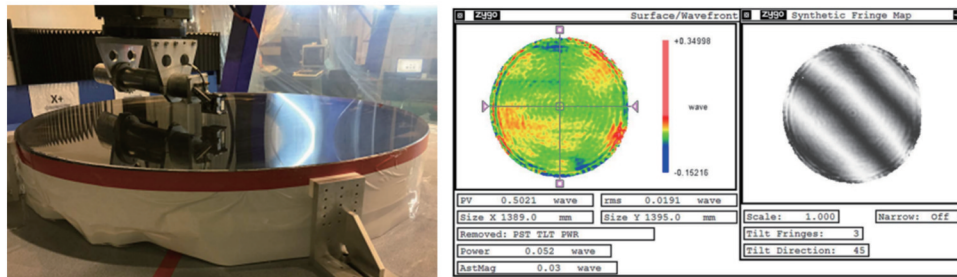 X+
zygo Surface/Wavefront
+0.34998
wave
-0.15216
PV 0.5021 wave rms 0.0191 wave
Size X 1389.0 mm Size Y 1395.0 mm
Removed: PST TLT PWR
Power 0.052 wave
AstMag 0.03 wave
zygo Synthetic Fringe Map
Scale: 1.000 Narrow: Off
Tilt Fringes: 3
Tilt Direction: 45